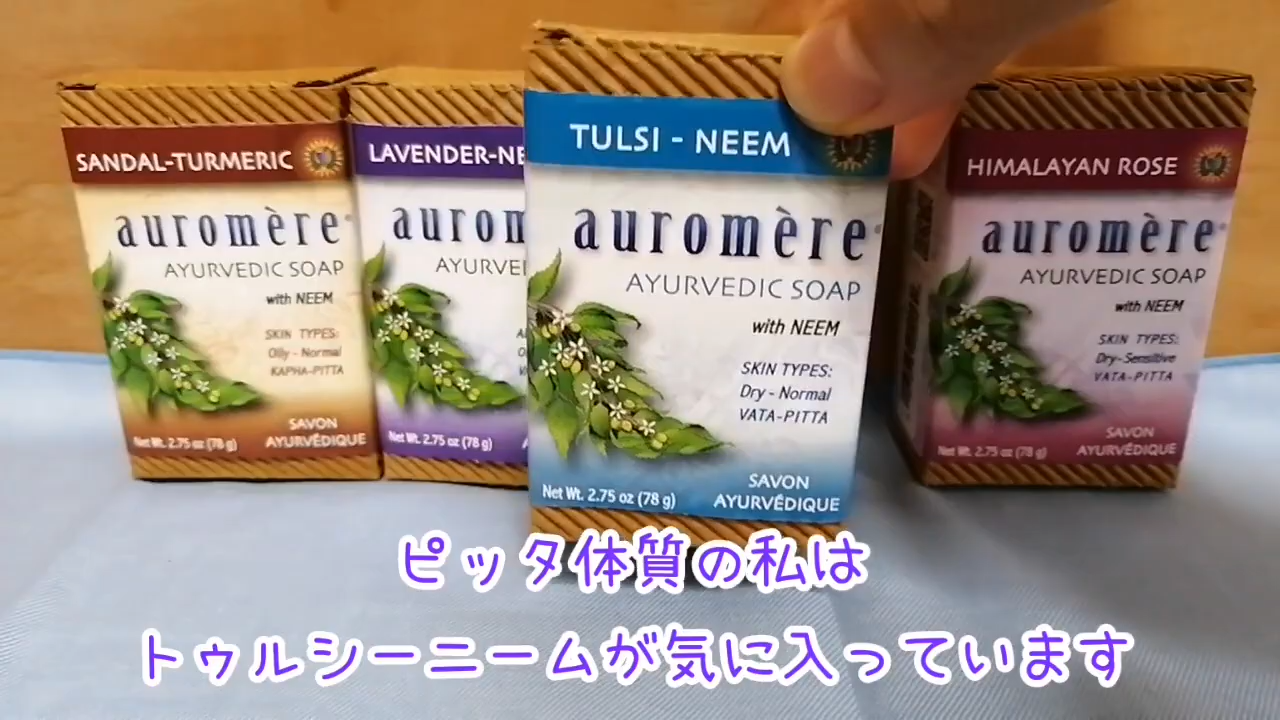 SANDAL-TURMERIC
auromère
AYURVEDIC SOAP
with NEEM
SKIN TYPES:
Oily - Normal
KAPHA-PITTA
SAVON
AYURVÉDIQUE
Net Wt. 2.75 oz (78 g)
LAVENDER-NE
aurom
AYURVE
Net Wt. 2.75 oz (78 g)
TULSI - NEEM
auromère
AYURVEDIC SOAP
with NEEM
SKIN TYPES:
Dry - Normal
VATA-PITTA
SAVON
AYURVÉDIQUE
Net Wt. 2.75 oz (78 g)
HIMALAYAN ROSE
auromère
AYURVEDIC SOAP
with NEEM
SKIN TYPES:
Dry-Sensitive
VATA-PITTA
SAVON
AYURVÉDIQUE
Net Wt. 2.75 oz (78 g)
ピッタ体質の私は
トゥルシーニームが気に入っています